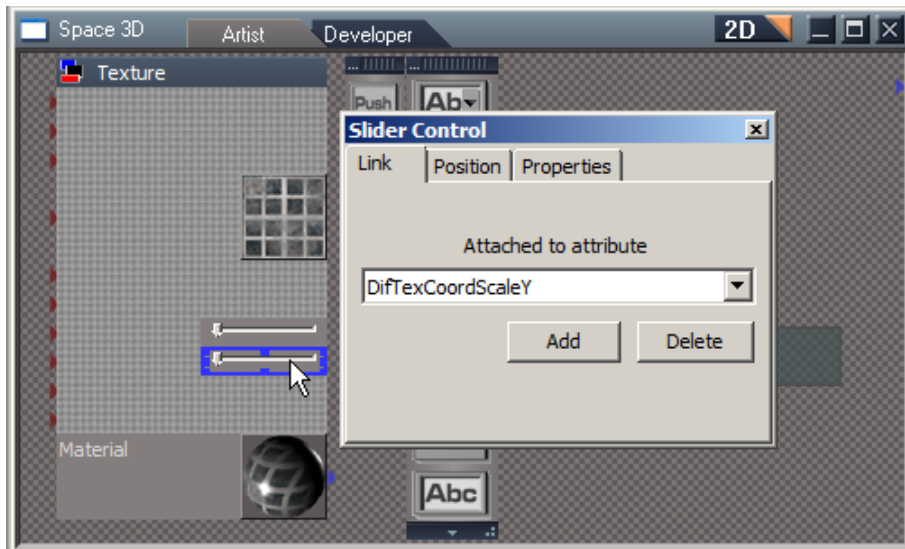 Space 3D
Artist
Developer
2D
Texture
...
...
Push
Ab
Slider Control
Link
Position
Properties
Attached to attribute
DifTexCoordScaleY
Add
Delete
Material
Abc